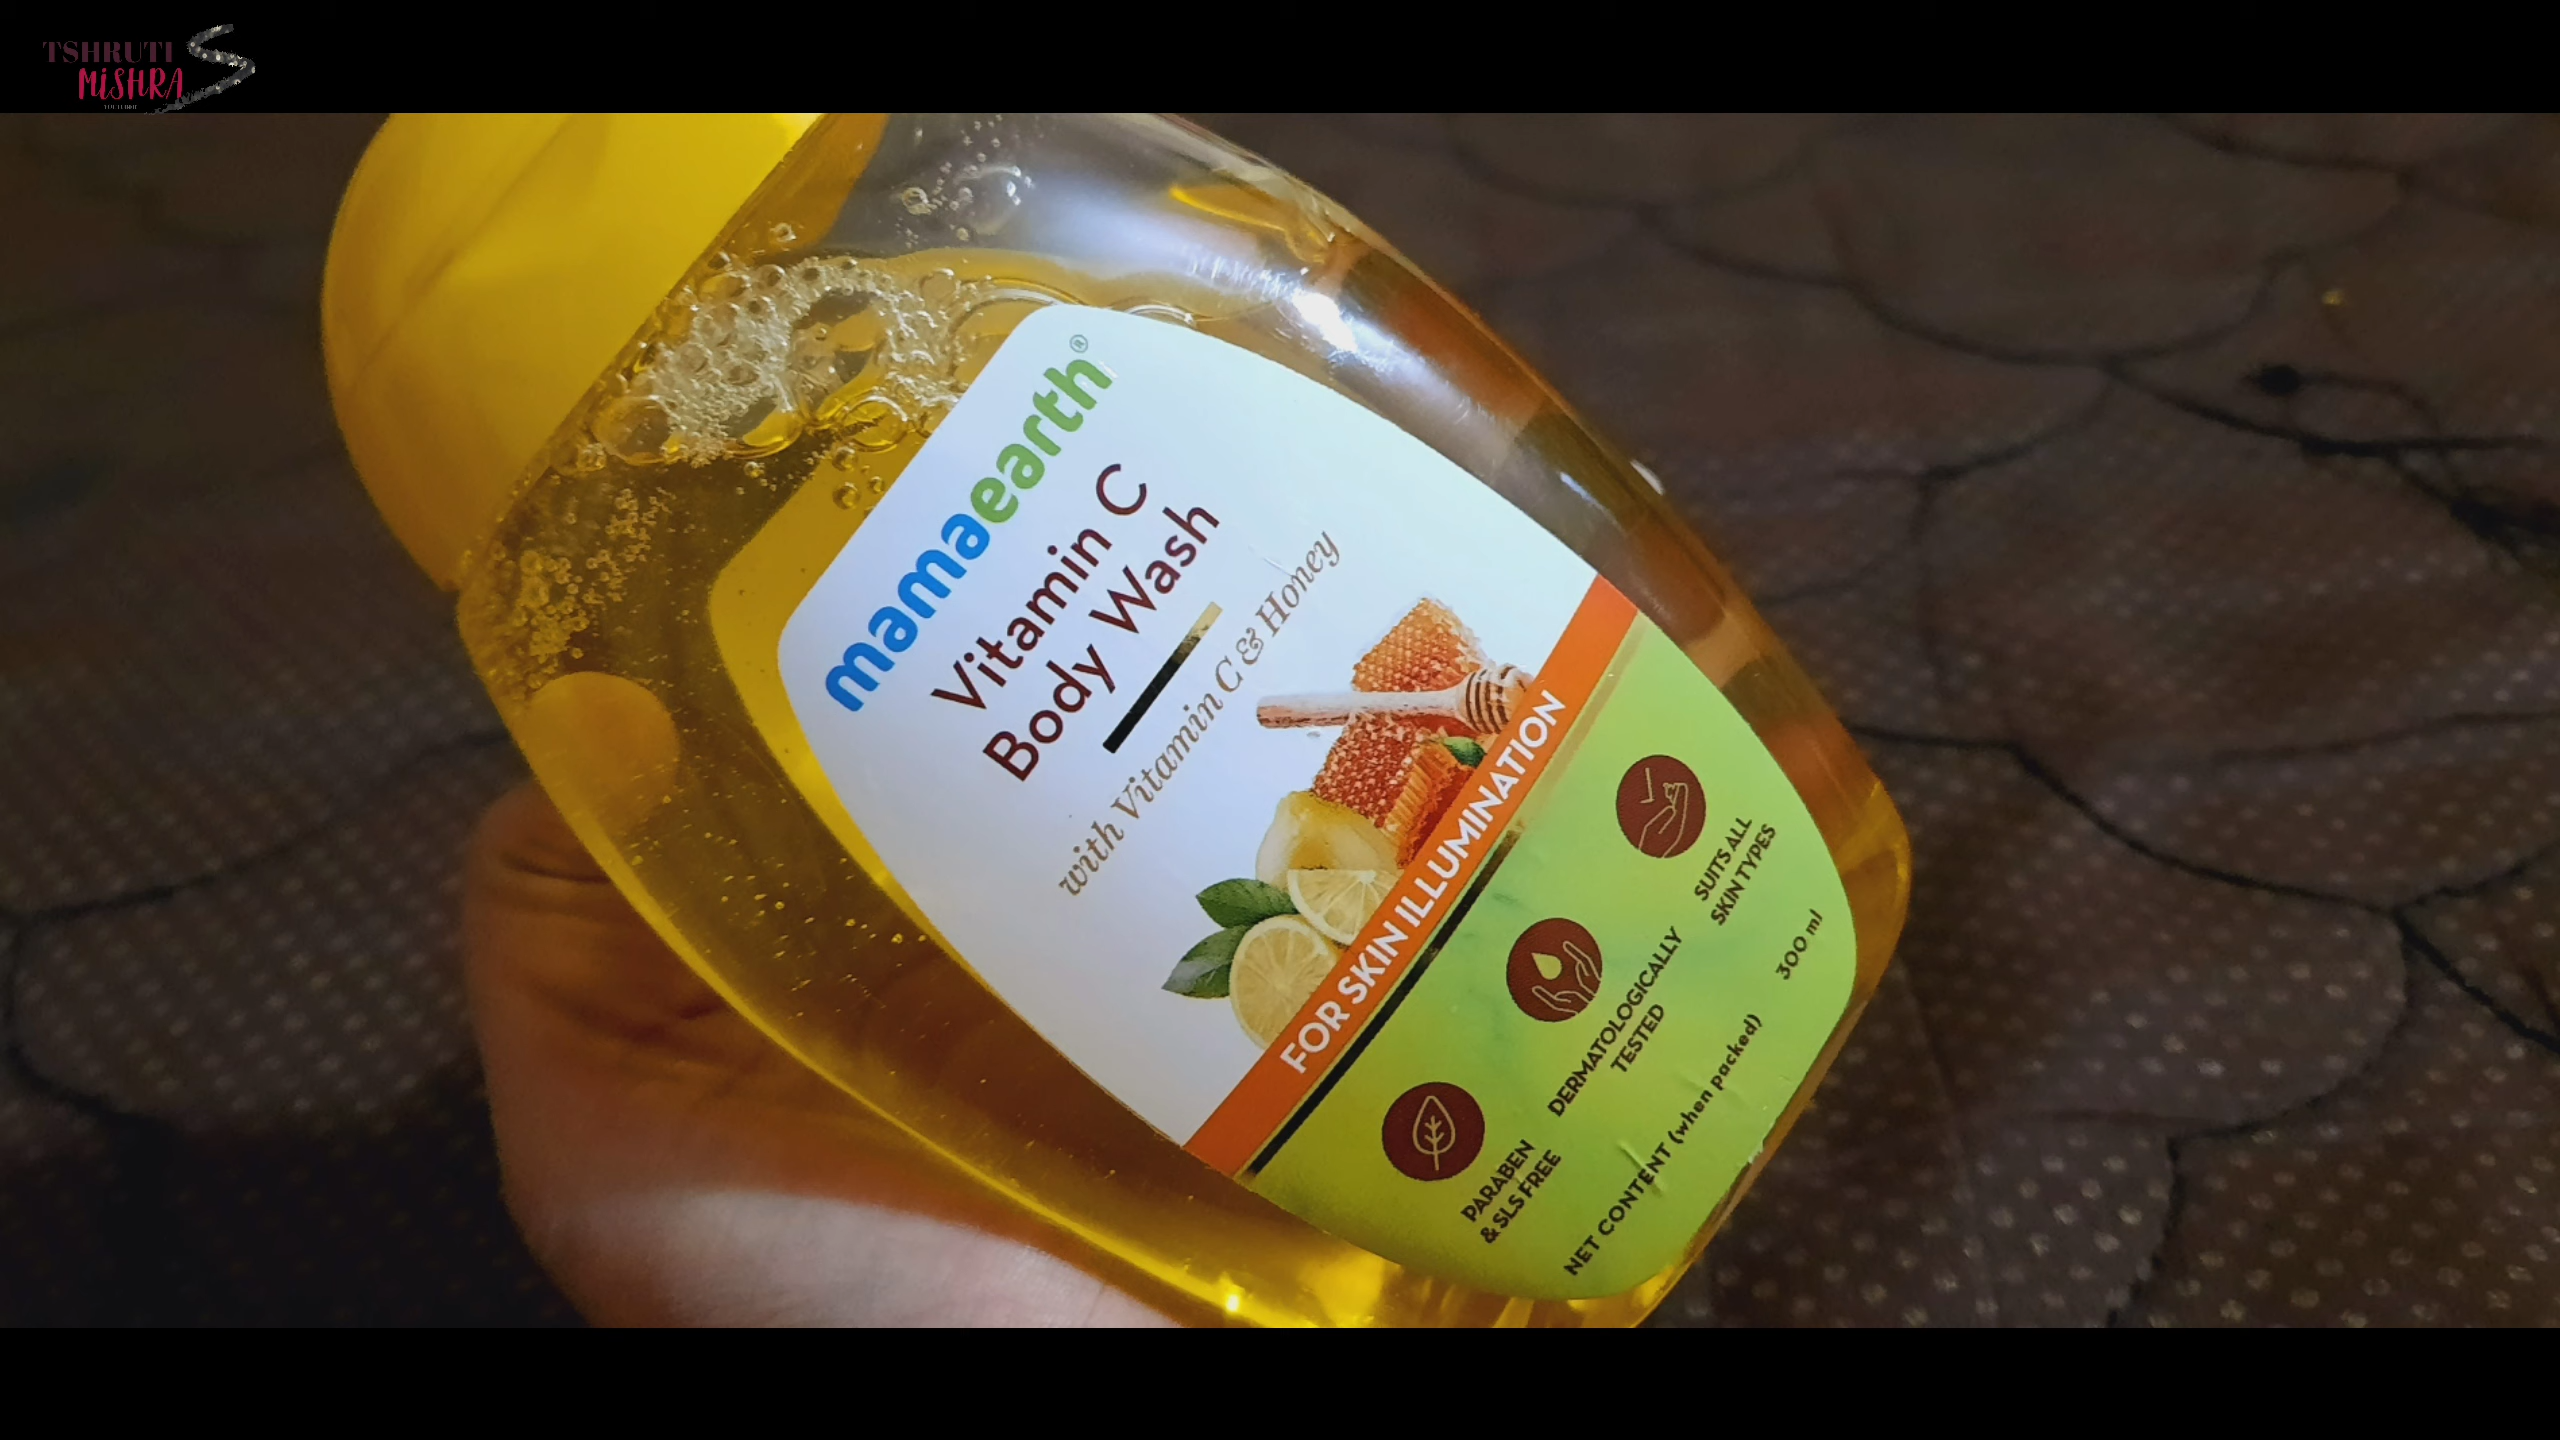 TSHRUTI
MISHRA
mamaearth®
Vitamin C
Body Wash
with Vitamin C & Honey
FOR SKIN ILLUMINATION
PARABEN
& SLS FREE
DERMATOLOGICALLY
TESTED
SUITS ALL
SKIN TYPES
NET CONTENT (when packed) 300 ml